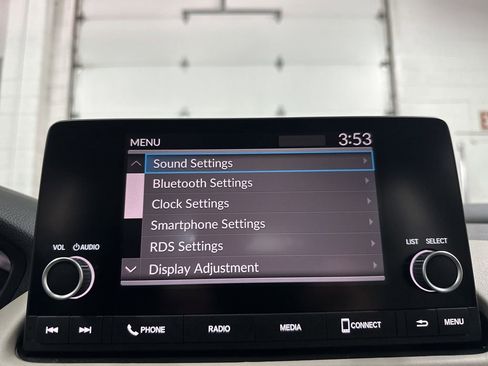 MENU 3:53
Sound Settings
Bluetooth Settings
Clock Settings
Smartphone Settings
RDS Settings
Display Adjustment
VOL AUDIO
LIST SELECT
PHONE RADIO MEDIA CONNECT MENU